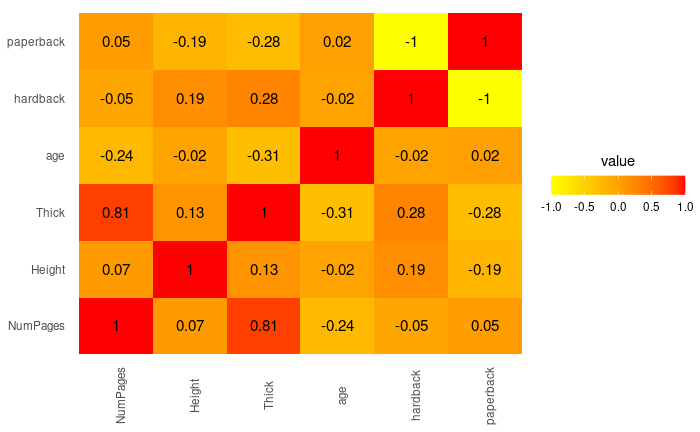 paperback 0.05 -0.19 -0.28 0.02 -1 1
hardback -0.05 0.19 0.28 -0.02 1 -1
age -0.24 -0.02 -0.31 1 -0.02 0.02
Thick 0.81 0.13 1 -0.31 0.28 -0.28
Height 0.07 1 0.13 -0.02 0.19 -0.19
NumPages 1 0.07 0.81 -0.24 -0.05 0.05
NumPages Height Thick age hardback paperback
value
-1.0 -0.5 0.0 0.5 1.0